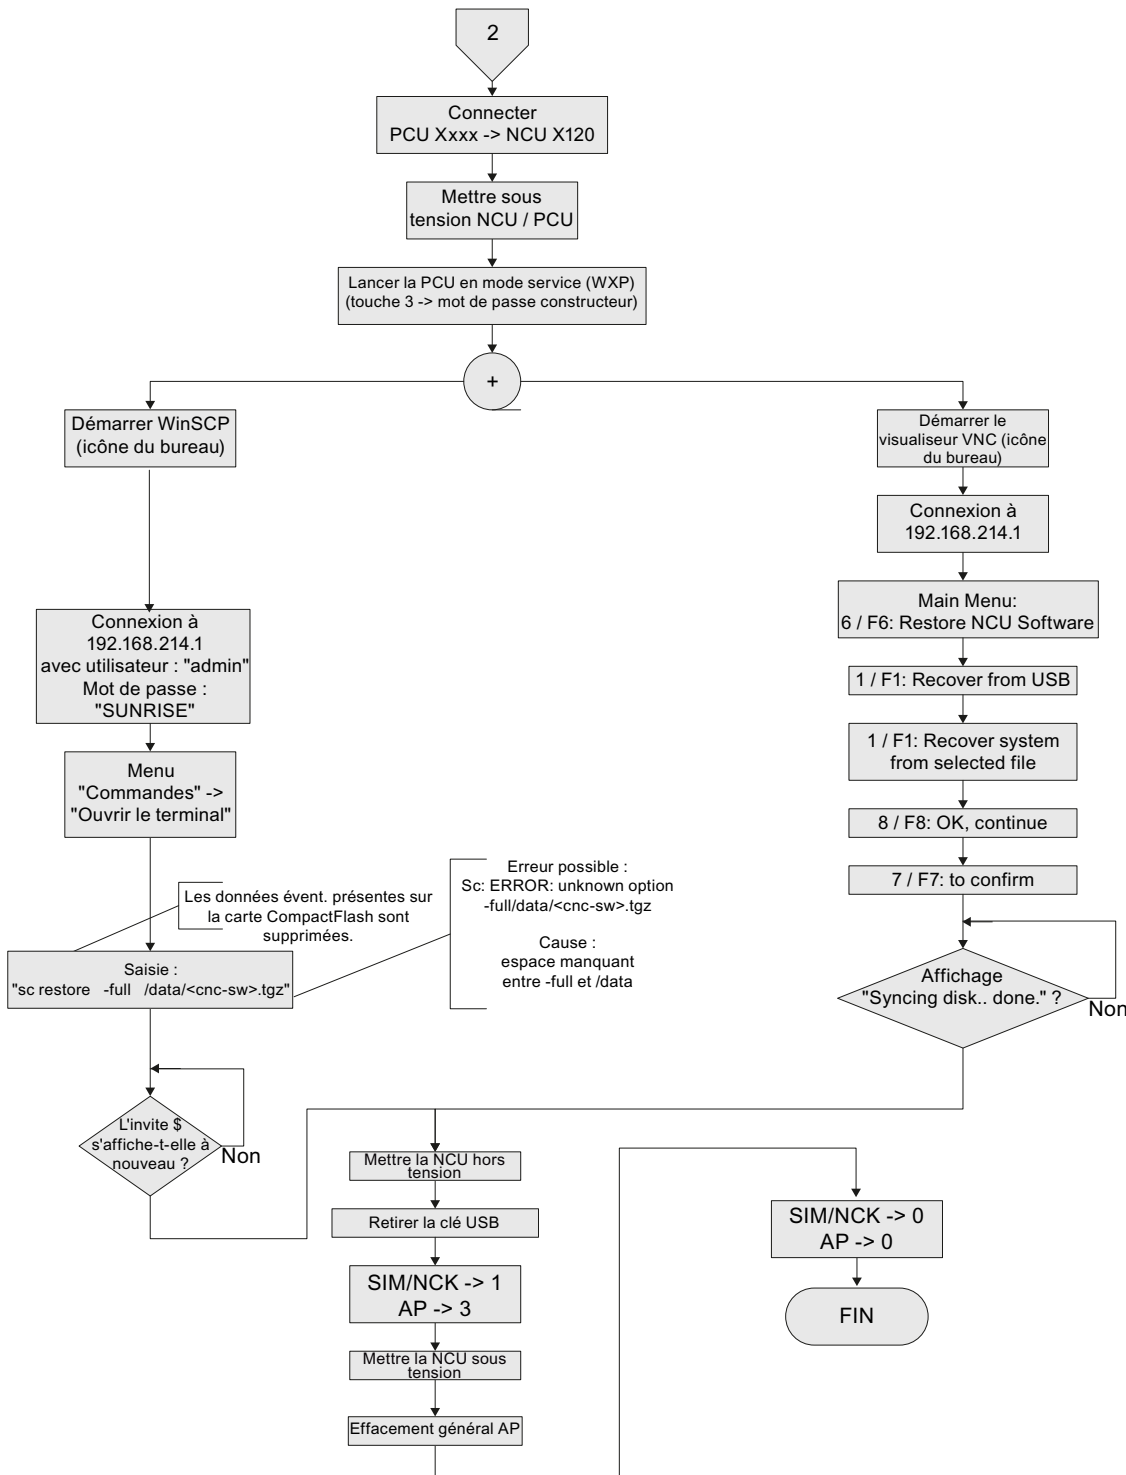 2
Connecter
PCU Xxxx -> NCU X120
Mettre sous
tension NCU / PCU
Lancer la PCU en mode service (WXP)
(touche 3 -> mot de passe constructeur)
+
Démarrer WinSCP
(icône du bureau)
Connexion à
192.168.214.1
avec utilisateur : "admin"
Mot de passe :
"SUNRISE"
Menu
"Commandes" ->
"Ouvrir le terminal"
Les données évent. présentes sur
la carte CompactFlash sont
supprimées.
Saisie :
"sc restore -full /data/<cnc-sw>.tgz"
Erreur possible :
Sc: ERROR: unknown option
-full/data/<cnc-sw>.tgz
Cause :
espace manquant
entre -full et /data
L'invite $
s'affiche-t-elle à
nouveau ?
Non
Démarrer le
visualiseur VNC (icône
du bureau)
Connexion à
192.168.214.1
Main Menu:
6 / F6: Restore NCU Software
1 / F1: Recover from USB
1 / F1: Recover system
from selected file
8 / F8: OK, continue
7 / F7: to confirm
Affichage
"Syncing disk.. done." ?
Non
Mettre la NCU hors
tension
Retirer la clé USB
SIM/NCK -> 1
AP -> 3
Mettre la NCU sous
tension
Effacement général AP
SIM/NCK -> 0
AP -> 0
FIN